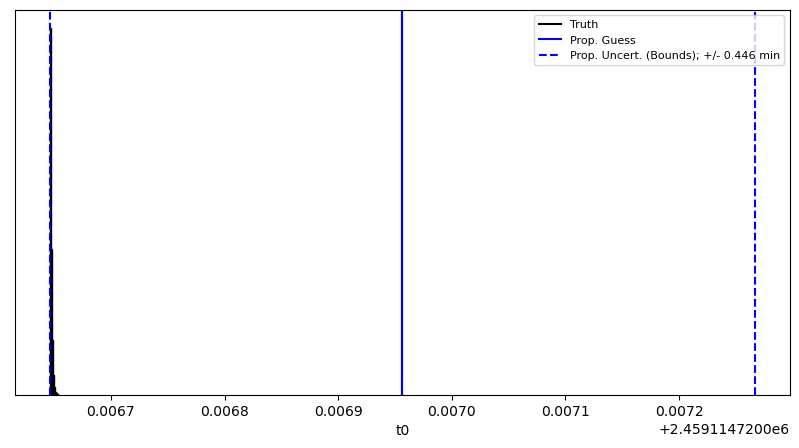 Truth
Prop. Guess
Prop. Uncert. (Bounds); +/- 0.446 min
0.0067 0.0068 0.0069 0.0070 0.0071 0.0072
t0
+2.4591147200e6